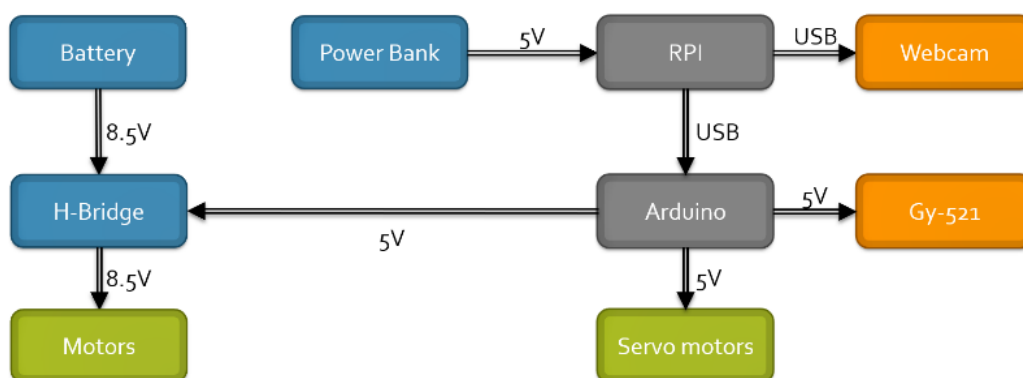 Battery
Power Bank
5V
RPI
USB
Webcam
8.5V
USB
H-Bridge
5V
Arduino
5V
Gy-521
8.5V
5V
Motors
Servo motors